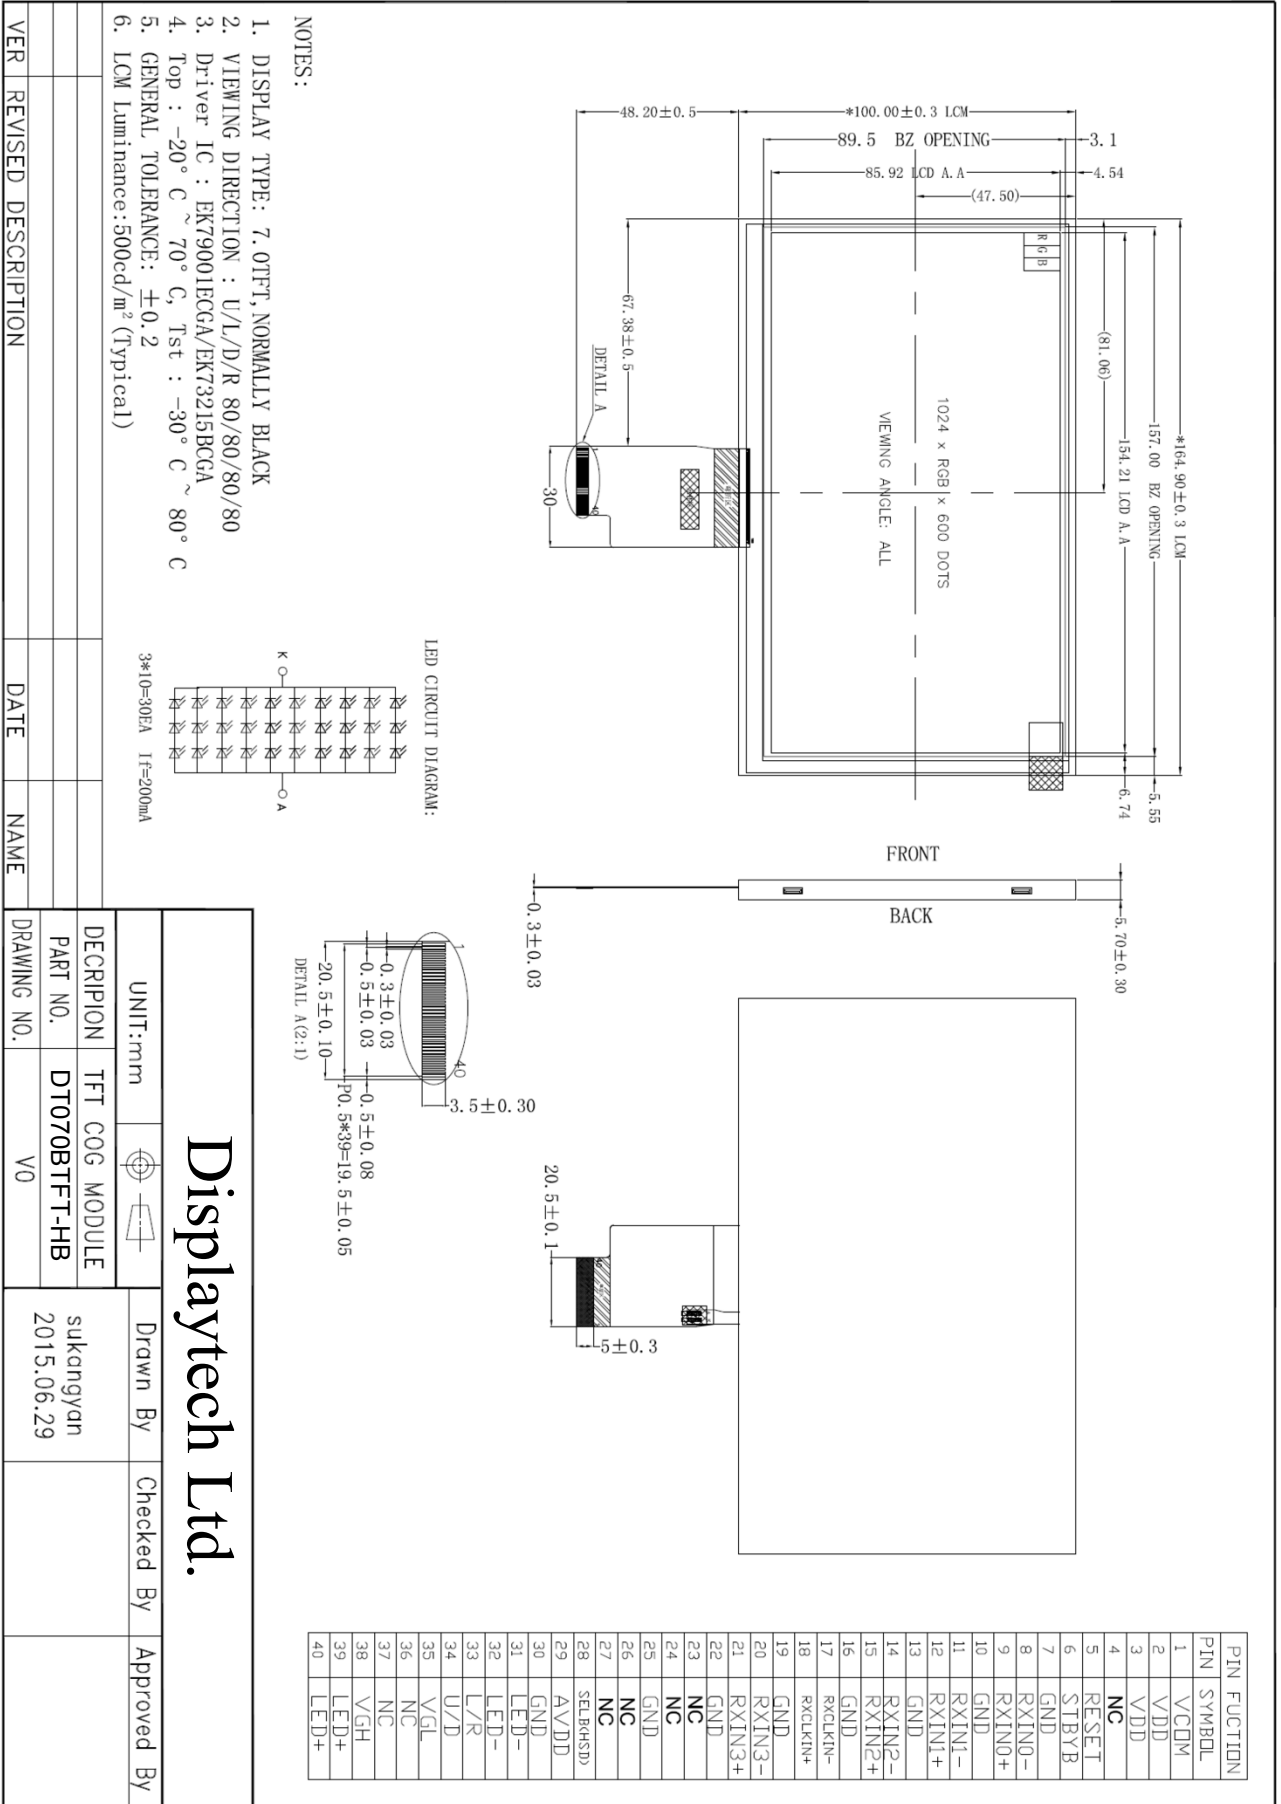 *164.90±0.3 LCM
157.00 BZ OPENING
154.21 LCD A.A
(81.06)
5.55
6.74
*100.00±0.3 LCM
89.5 BZ OPENING
85.92 LCD A.A
(47.50)
3.1
4.54
48.20±0.5
R G B
1024 x RGB x 600 DOTS
VIEWING ANGLE: ALL
67.38±0.5
DETAIL A
1
40
30
FRONT
BACK
5.70±0.30
0.3±0.03
20.5±0.1
5±0.3
40
1
40
3.5±0.30
0.3±0.03
0.5±0.03
0.5±0.08
20.5±0.10
P0.5*39=19.5±0.05
DETAIL A(2:1)
LED CIRCUIT DIAGRAM:
K
A
3*10=30EA If=200mA
NOTES:
1. DISPLAY TYPE: 7.0TFT,NORMALLY BLACK
2. VIEWING DIRECTION : U/L/D/R 80/80/80/80
3. Driver IC : EK79001ECGA/EK73215BCGA
4. Top : -20° C ~ 70° C, Tst : -30° C ~ 80° C
5. GENERAL TOLERANCE: ±0.2
6. LCM Luminance:500cd/m²(Typical)
PIN FUCTION
PIN SYMBOL
1 VCOM
2 VDD
3 VDD
4 NC
5 RESET
6 STBYB
7 GND
8 RXIN0-
9 RXIN0+
10 GND
11 RXIN1-
12 RXIN1+
13 GND
14 RXIN2-
15 RXIN2+
16 GND
17 RXCLKIN-
18 RXCLKIN+
19 GND
20 RXIN3-
21 RXIN3+
22 GND
23 NC
24 NC
25 GND
26 NC
27 NC
28 SELB(HSD)
29 AVDD
30 GND
31 LED-
32 LED-
33 L/R
34 U/D
35 VGL
36 NC
37 NC
38 VGH
39 LED+
40 LED+
VER REVISED DESCRIPTION DATE NAME
Displaytech Ltd.
UNIT:mm
Drawn By Checked By Approved By
DECRIPION TFT COG MODULE
PART NO. DT070BTFT-HB
DRAWING NO. V0
sukangyan
2015.06.29